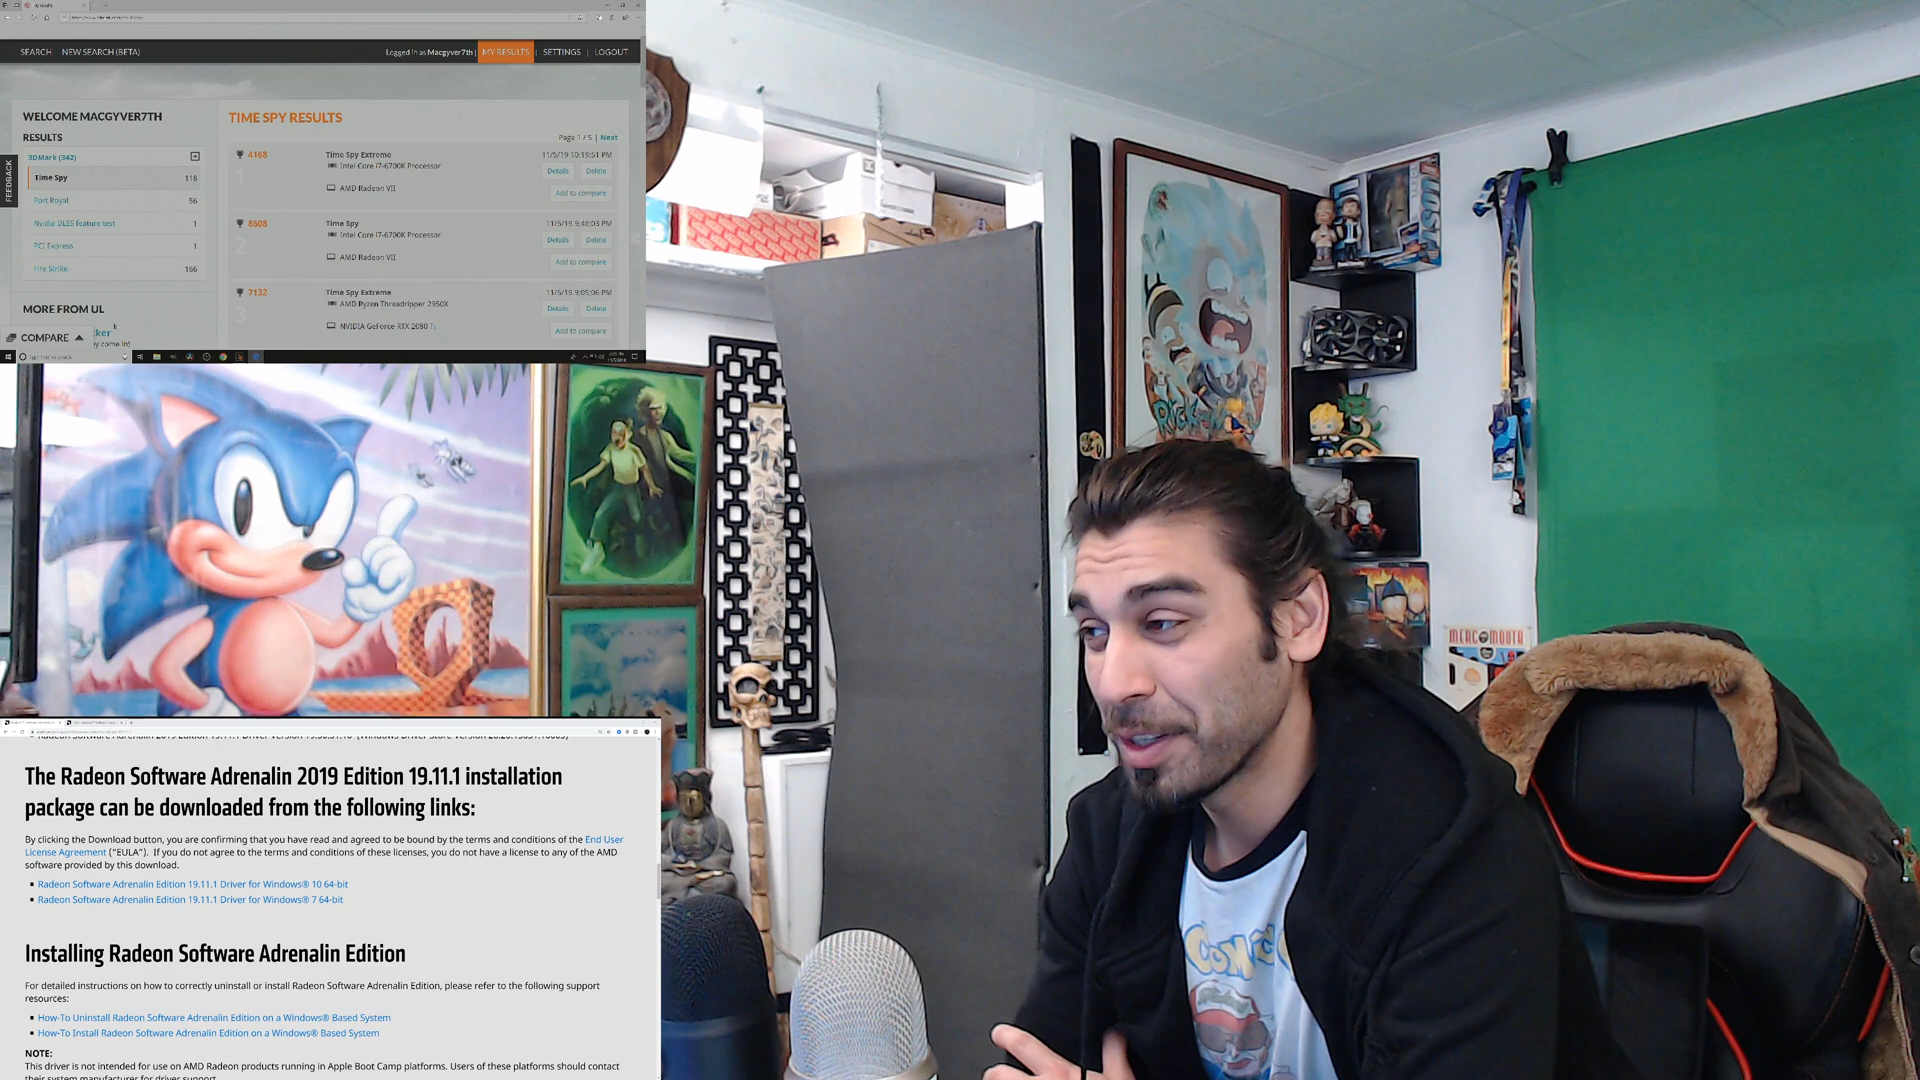 SEARCH NEW SEARCH (BETA) Logged in as Macgyver7th | MY RESULTS | SETTINGS | LOGOUT
WELCOME MACGYVER7TH
RESULTS
3DMark (342)
Time Spy 118
Port Royal 56
Nvidia DLSS feature test 1
PCI Express 1
Fire Strike 166
MORE FROM UL
COMPARE
FEEDBACK
TIME SPY RESULTS
Page 1 / 5 | Next
4168 Time Spy Extreme 11/5/19 10:19:51 PM
1 Intel Core i7-6700K Processor Details Delete
AMD Radeon VII Add to compare
8608 Time Spy 11/5/19 9:48:03 PM
2 Intel Core i7-6700K Processor Details Delete
AMD Radeon VII Add to compare
7132 Time Spy Extreme 11/5/19 9:05:06 PM
3 AMD Ryzen Threadripper 2950X Details Delete
NVIDIA GeForce RTX 2080 Ti Add to compare
The Radeon Software Adrenalin 2019 Edition 19.11.1 installation
package can be downloaded from the following links:
By clicking the Download button, you are confirming that you have read and agreed to be bound by the terms and conditions of the End User
License Agreement (“EULA”). If you do not agree to the terms and conditions of these licenses, you do not have a license to any of the AMD
software provided by this download.
Radeon Software Adrenalin Edition 19.11.1 Driver for Windows® 10 64-bit
Radeon Software Adrenalin Edition 19.11.1 Driver for Windows® 7 64-bit
Installing Radeon Software Adrenalin Edition
For detailed instructions on how to correctly uninstall or install Radeon Software Adrenalin Edition, please refer to the following support
resources:
How-To Uninstall Radeon Software Adrenalin Edition on a Windows® Based System
How-To Install Radeon Software Adrenalin Edition on a Windows® Based System
NOTE:
This driver is not intended for use on AMD Radeon products running in Apple Boot Camp platforms. Users of these platforms should contact
their system manufacturer for driver support.
MERC MOUTH